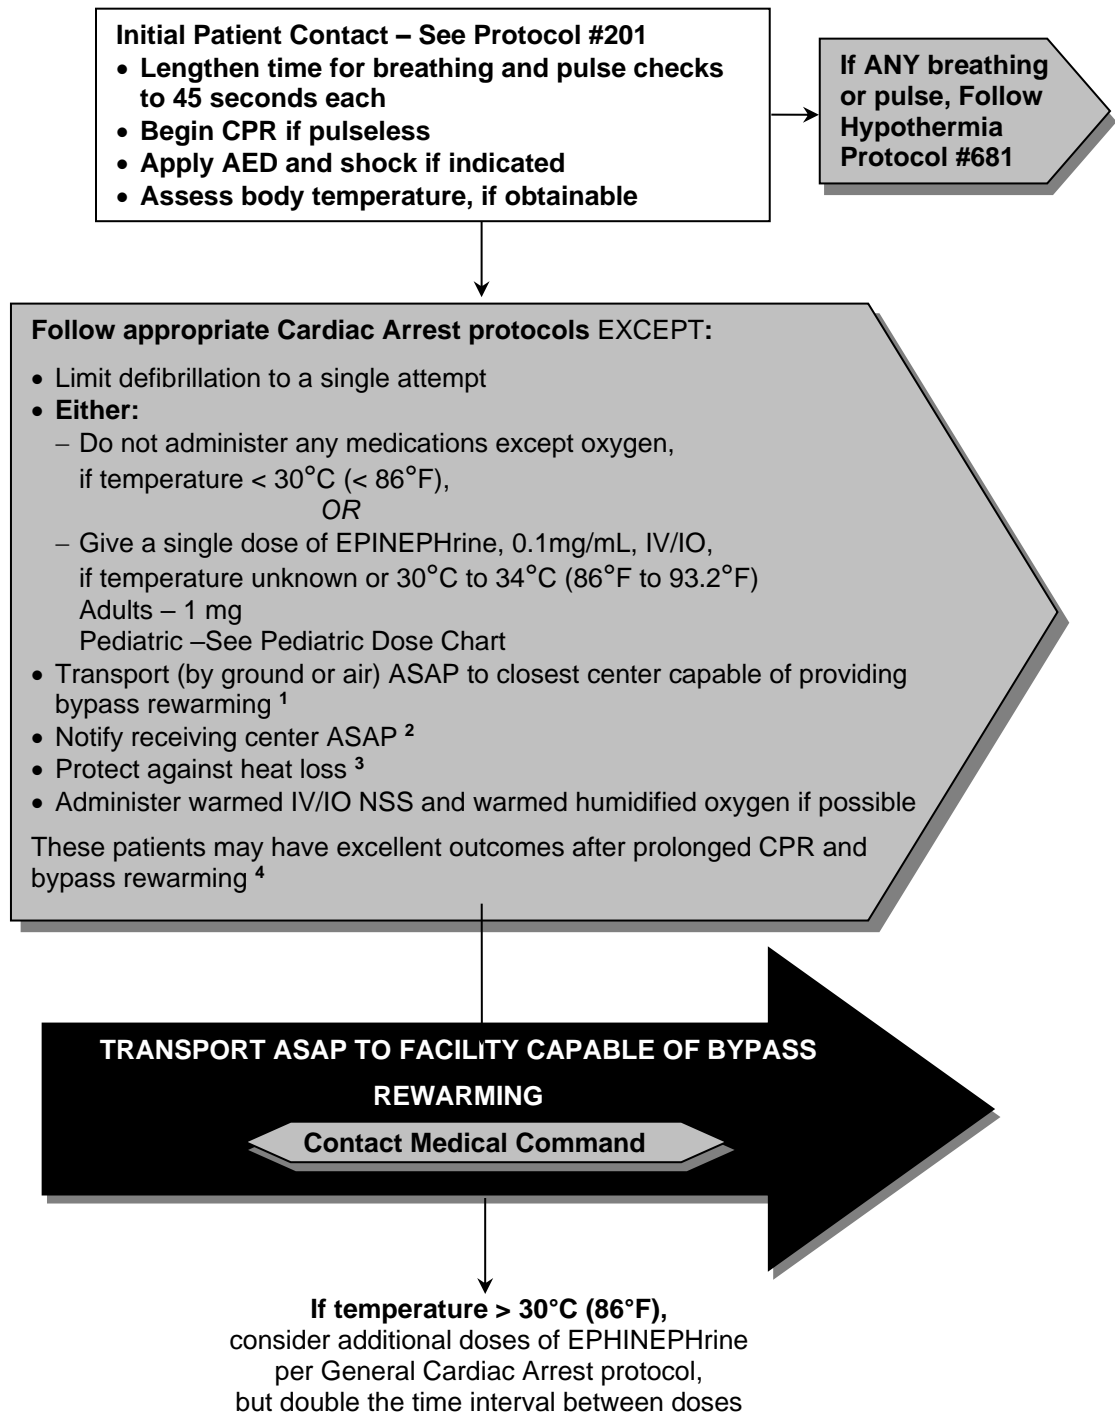 Initial Patient Contact – See Protocol #201
• Lengthen time for breathing and pulse checks
to 45 seconds each
• Begin CPR if pulseless
• Apply AED and shock if indicated
• Assess body temperature, if obtainable
If ANY breathing
or pulse, Follow
Hypothermia
Protocol #681
Follow appropriate Cardiac Arrest protocols EXCEPT:
• Limit defibrillation to a single attempt
• Either:
– Do not administer any medications except oxygen,
if temperature < 30°C (< 86°F),
OR
– Give a single dose of EPINEPHrine, 0.1mg/mL, IV/IO,
if temperature unknown or 30°C to 34°C (86°F to 93.2°F)
Adults – 1 mg
Pediatric –See Pediatric Dose Chart
• Transport (by ground or air) ASAP to closest center capable of providing
bypass rewarming 1
• Notify receiving center ASAP 2
• Protect against heat loss 3
• Administer warmed IV/IO NSS and warmed humidified oxygen if possible
These patients may have excellent outcomes after prolonged CPR and
bypass rewarming 4
TRANSPORT ASAP TO FACILITY CAPABLE OF BYPASS
REWARMING
Contact Medical Command
If temperature > 30°C (86°F),
consider additional doses of EPHINEPHrine
per General Cardiac Arrest protocol,
but double the time interval between doses